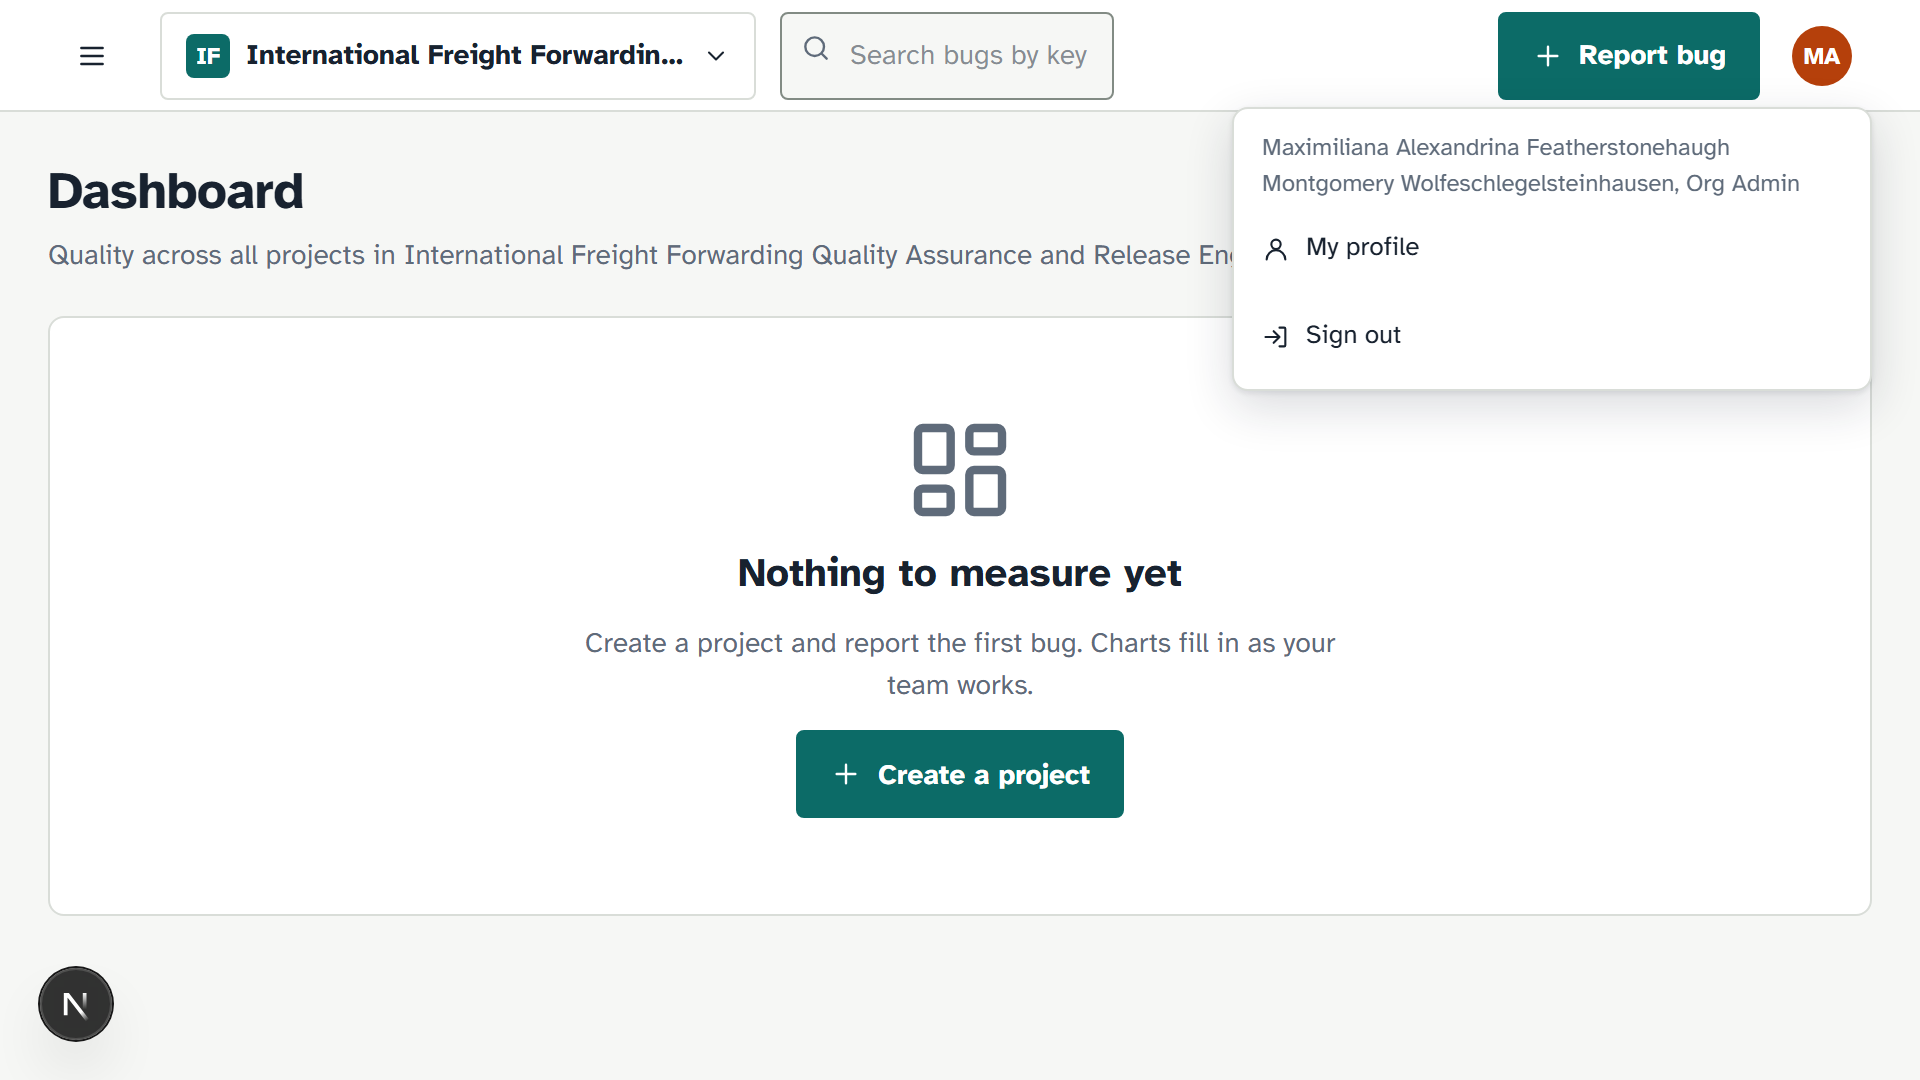 IF International Freight Forwardin...
Search bugs by key
Report bug
MA
Maximiliana Alexandrina Featherstonehaugh
Montgomery Wolfeschlegelsteinhausen, Org Admin
My profile
Sign out
Dashboard
Quality across all projects in International Freight Forwarding Quality Assurance and Release
Nothing to measure yet
Create a project and report the first bug. Charts fill in as your
team works.
Create a project
N